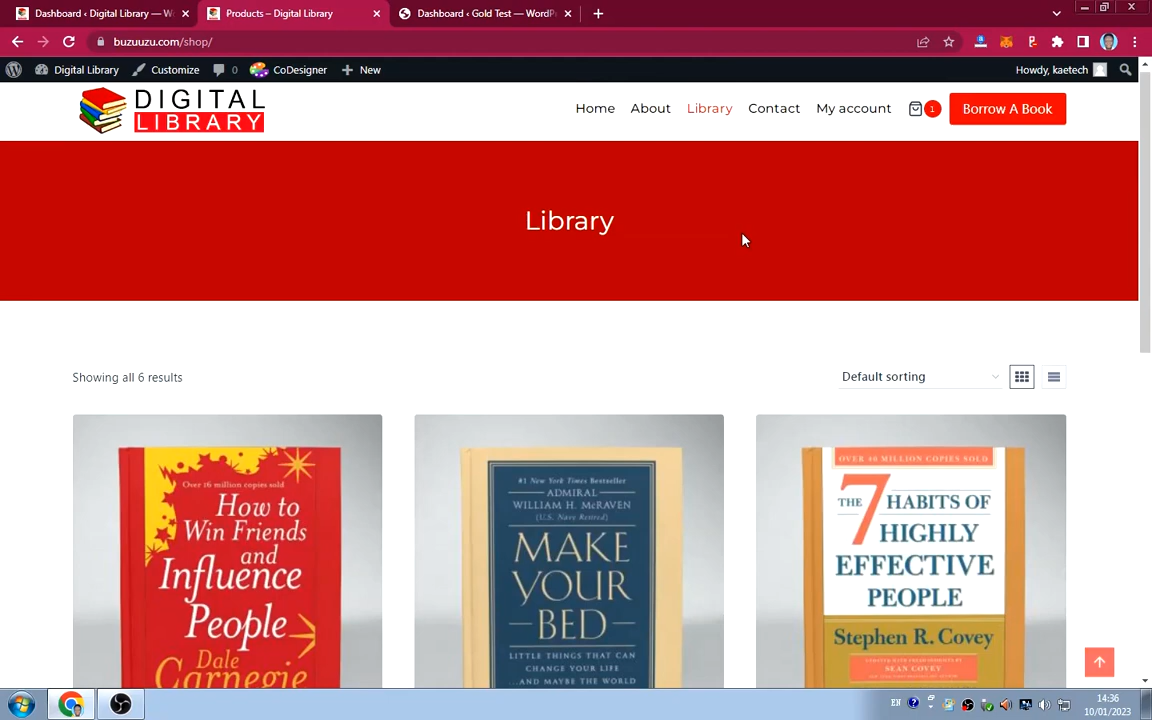 Dashboard ‹ Digital Library — Wo
Products – Digital Library
Dashboard ‹ Gold Test — WordP
buzuuzu.com/shop/
Digital Library
Customize
0
CoDesigner
New
Howdy, kaetech
DIGITAL
LIBRARY
Home
About
Library
Contact
My account
1
Borrow A Book
Library
Showing all 6 results
Default sorting
Over 16 million copies sold
How to
Win Friends
and
Influence
People
Dale
Carnegie
#1 New York Times Bestseller
ADMIRAL
WILLIAM H. McRAVEN
(U.S. Navy Retired)
MAKE
YOUR
BED
LITTLE THINGS THAT CAN
CHANGE YOUR LIFE
...AND MAYBE THE WORLD
OVER 40 MILLION COPIES SOLD
THE 7 HABITS OF
HIGHLY
EFFECTIVE
PEOPLE
Stephen R. Covey
SEAN COVEY
EN
14:36
10/01/2023